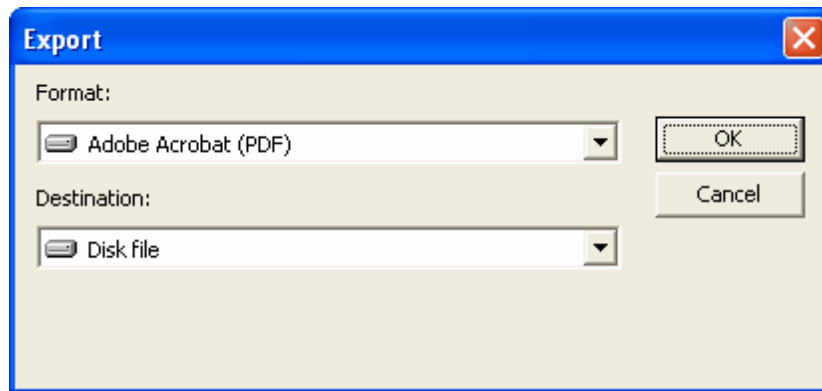 Export
Format:
Adobe Acrobat (PDF)
OK
Destination:
Cancel
Disk file